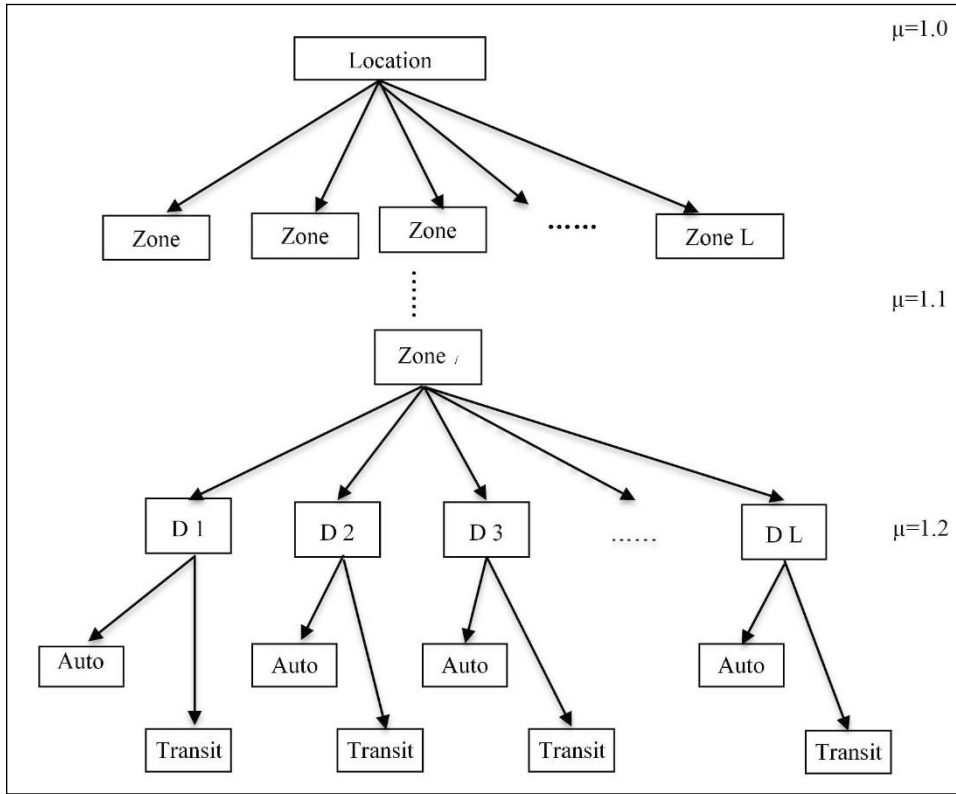 μ=1.0
Location
Zone
Zone
Zone
......
Zone L
μ=1.1
Zone i
D 1
D 2
D 3
......
D L
μ=1.2
Auto
Auto
Auto
Auto
Transit
Transit
Transit
Transit